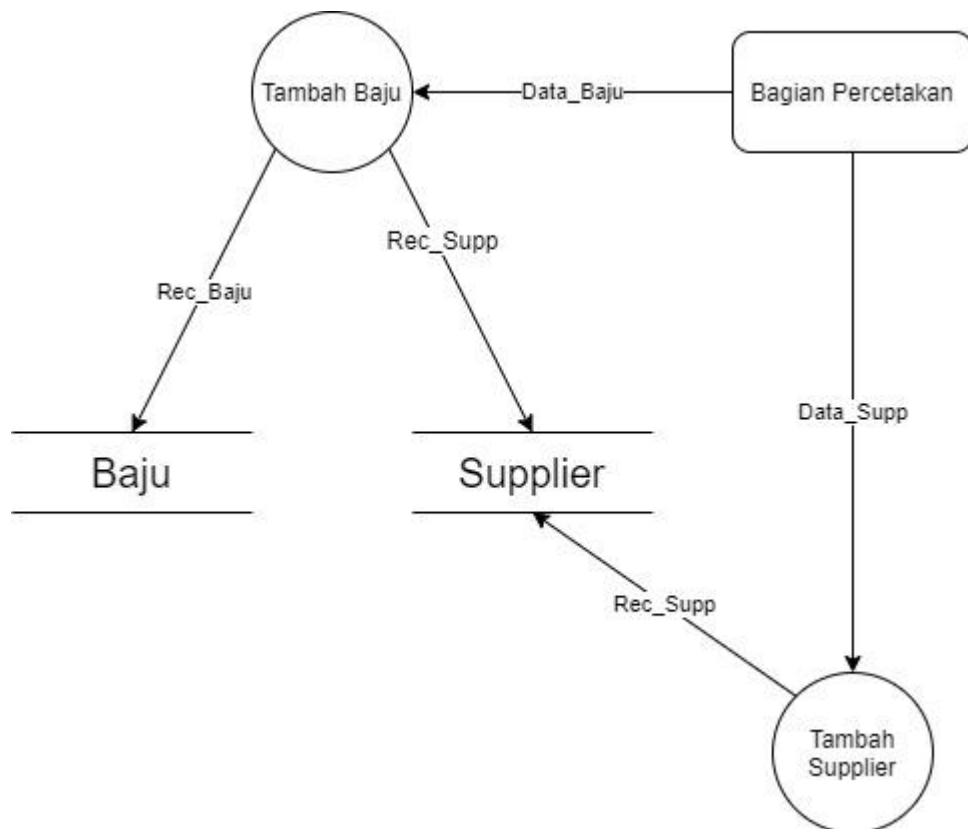 Tambah Baju
Data_Baju
Bagian Percetakan
Rec_Supp
Rec_Baju
Data_Supp
Baju
Supplier
Rec_Supp
Tambah
Supplier